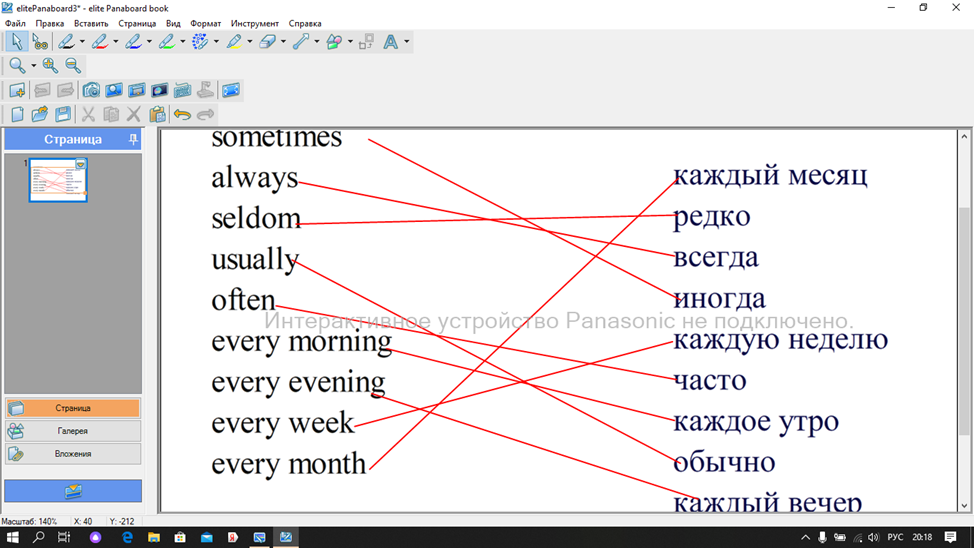 elitePanaboard3* - elite Panaboard book
Файл Правка Вставить Страница Вид Формат Инструмент Справка
Страница
1
sometimes
always
seldom
usually
often
every morning
every evening
every week
every month
каждый месяц
редко
всегда
иногда
каждую неделю
часто
каждое утро
обычно
каждый вечер
Интерактивное устройство Panasonic не подключено.
Страница
Галерея
Вложения
Масштаб: 140% X: 40 Y: -212
РУС 20:18